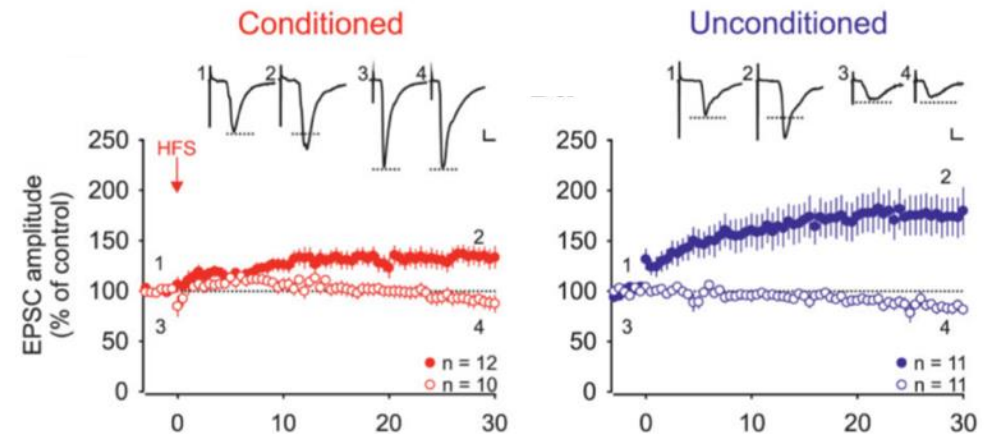 Conditioned
Unconditioned
1 2 3 4
1 2 3 4
250
200
150
100
50
0
EPSC amplitude
(% of control)
HFS
1
2
3
4
n = 12
n = 10
0 10 20 30
250
200
150
100
50
0
1
2
3
4
n = 11
n = 11
0 10 20 30